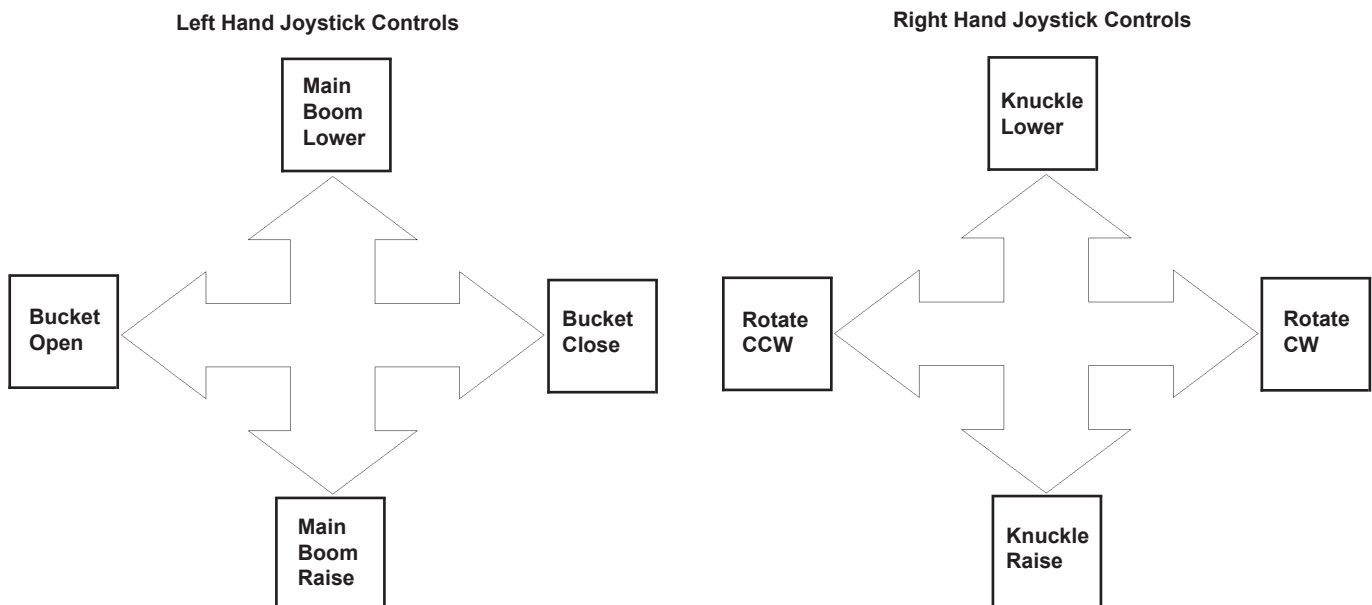 Left Hand Joystick Controls
Main
Boom
Lower
Bucket
Open
Bucket
Close
Main
Boom
Raise
Right Hand Joystick Controls
Knuckle
Lower
Rotate
CCW
Rotate
CW
Knuckle
Raise